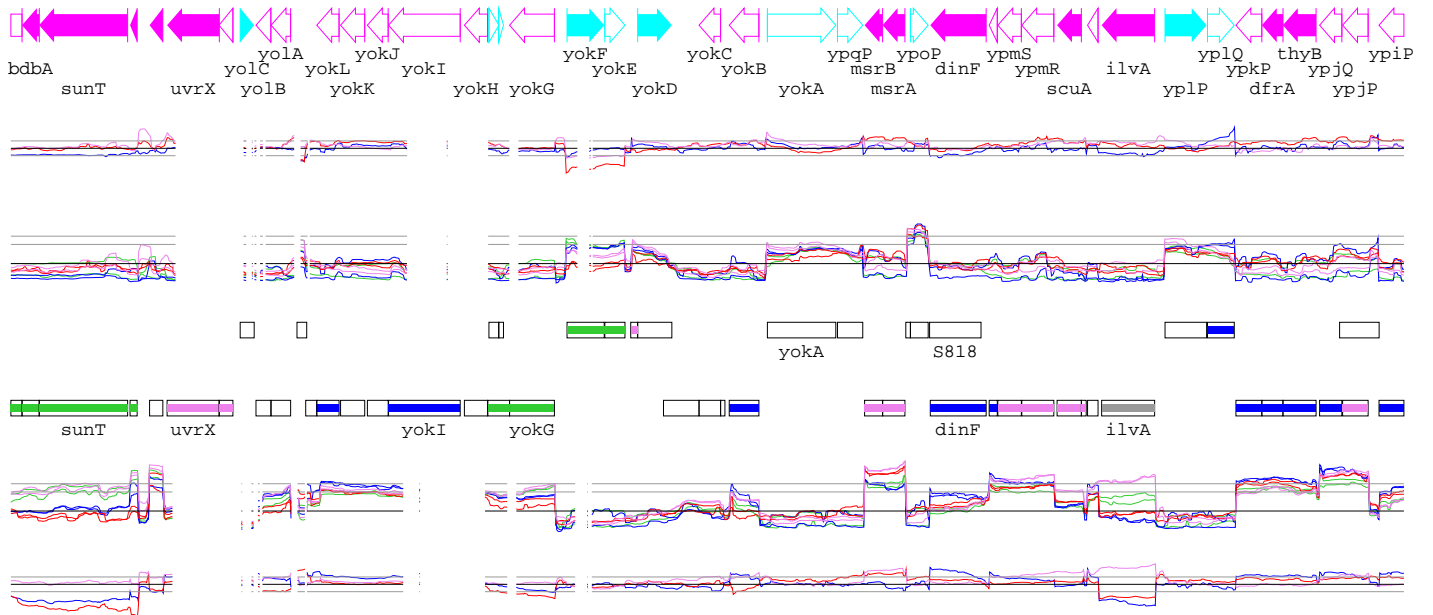 yolA yokJ yokF yokC ypqP ypoP ypmS yplQ thyB ypiP
bdbA yolC yokL yokI yokH yokG yokE yokB yokA msrB dinF ypmR ilvA yplP ypkP ypjQ
sunT uvrX yolB yokK yokD msrA scuA dfrA ypjP
yokA S818
sunT uvrX yokI yokG dinF ilvA